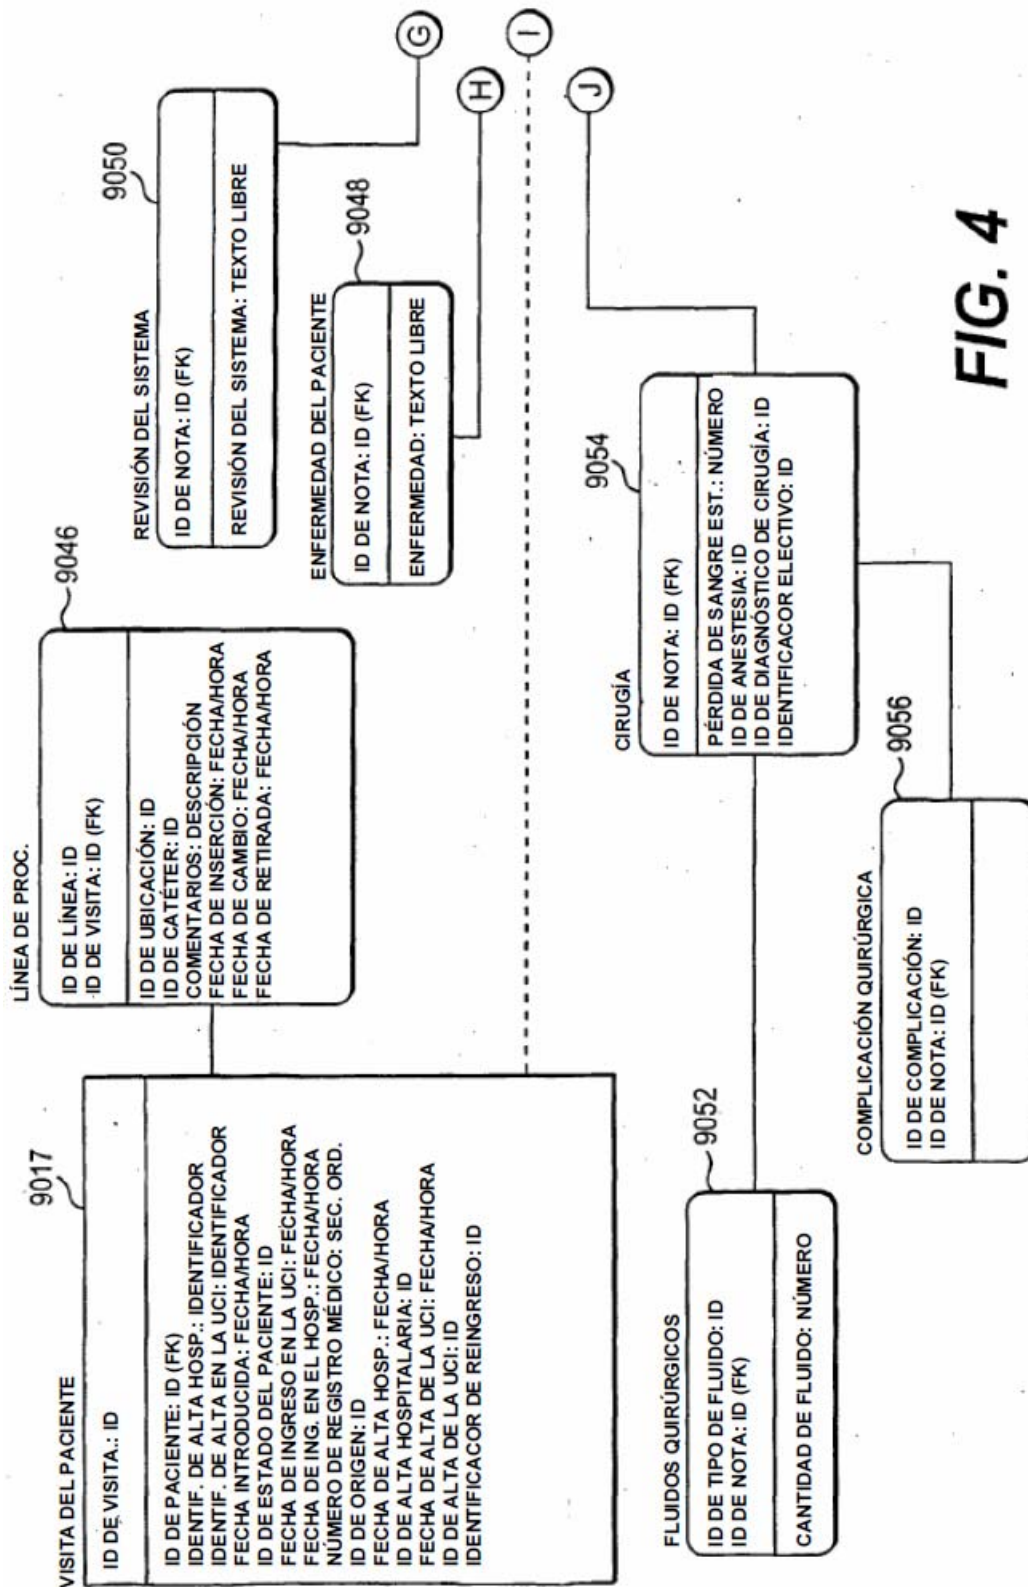 VISITA DEL PACIENTE
9017
ID DE VISITA.: ID
ID DE PACIENTE: ID (FK)
IDENTIF. DE ALTA HOSP.: IDENTIFICADOR
IDENTIF. DE ALTA EN LA UCI: IDENTIFICADOR
FECHA INTRODUCIDA: FECHA/HORA
ID DE ESTADO DEL PACIENTE: ID
FECHA DE INGRESO EN LA UCI: FECHA/HORA
FECHA DE ING. EN EL HOSP.: FECHA/HORA
NÚMERO DE REGISTRO MÉDICO: SEC. ORD.
ID DE ORIGEN: ID
FECHA DE ALTA HOSP.: FECHA/HORA
ID DE ALTA HOSPITALARIA: ID
FECHA DE ALTA DE LA UCI: FECHA/HORA
ID DE ALTA DE LA UCI: ID
IDENTIFICACOR DE REINGRESO: ID
LÍNEA DE PROC.
9046
ID DE LÍNEA: ID
ID DE VISITA: ID (FK)
ID DE UBICACIÓN: ID
ID DE CATÉTER: ID
COMENTARIOS: DESCRIPCIÓN
FECHA DE INSERCIÓN: FECHA/HORA
FECHA DE CAMBIO: FECHA/HORA
FECHA DE RETIRADA: FECHA/HORA
REVISIÓN DEL SISTEMA
9050
ID DE NOTA: ID (FK)
REVISIÓN DEL SISTEMA: TEXTO LIBRE
G
ENFERMEDAD DEL PACIENTE
9048
ID DE NOTA: ID (FK)
ENFERMEDAD: TEXTO LIBRE
H
I
J
FLUIDOS QUIRÚRGICOS
9052
ID DE TIPO DE FLUIDO: ID
ID DE NOTA: ID (FK)
CANTIDAD DE FLUIDO: NÚMERO
CIRUGÍA
9054
ID DE NOTA: ID (FK)
PÉRDIDA DE SANGRE EST.: NÚMERO
ID DE ANESTESIA: ID
ID DE DIAGNÓSTICO DE CIRUGÍA: ID
IDENTIFICACOR ELECTIVO: ID
COMPLICACIÓN QUIRÚRGICA
9056
ID DE COMPLICACIÓN: ID
ID DE NOTA: ID (FK)
FIG. 4